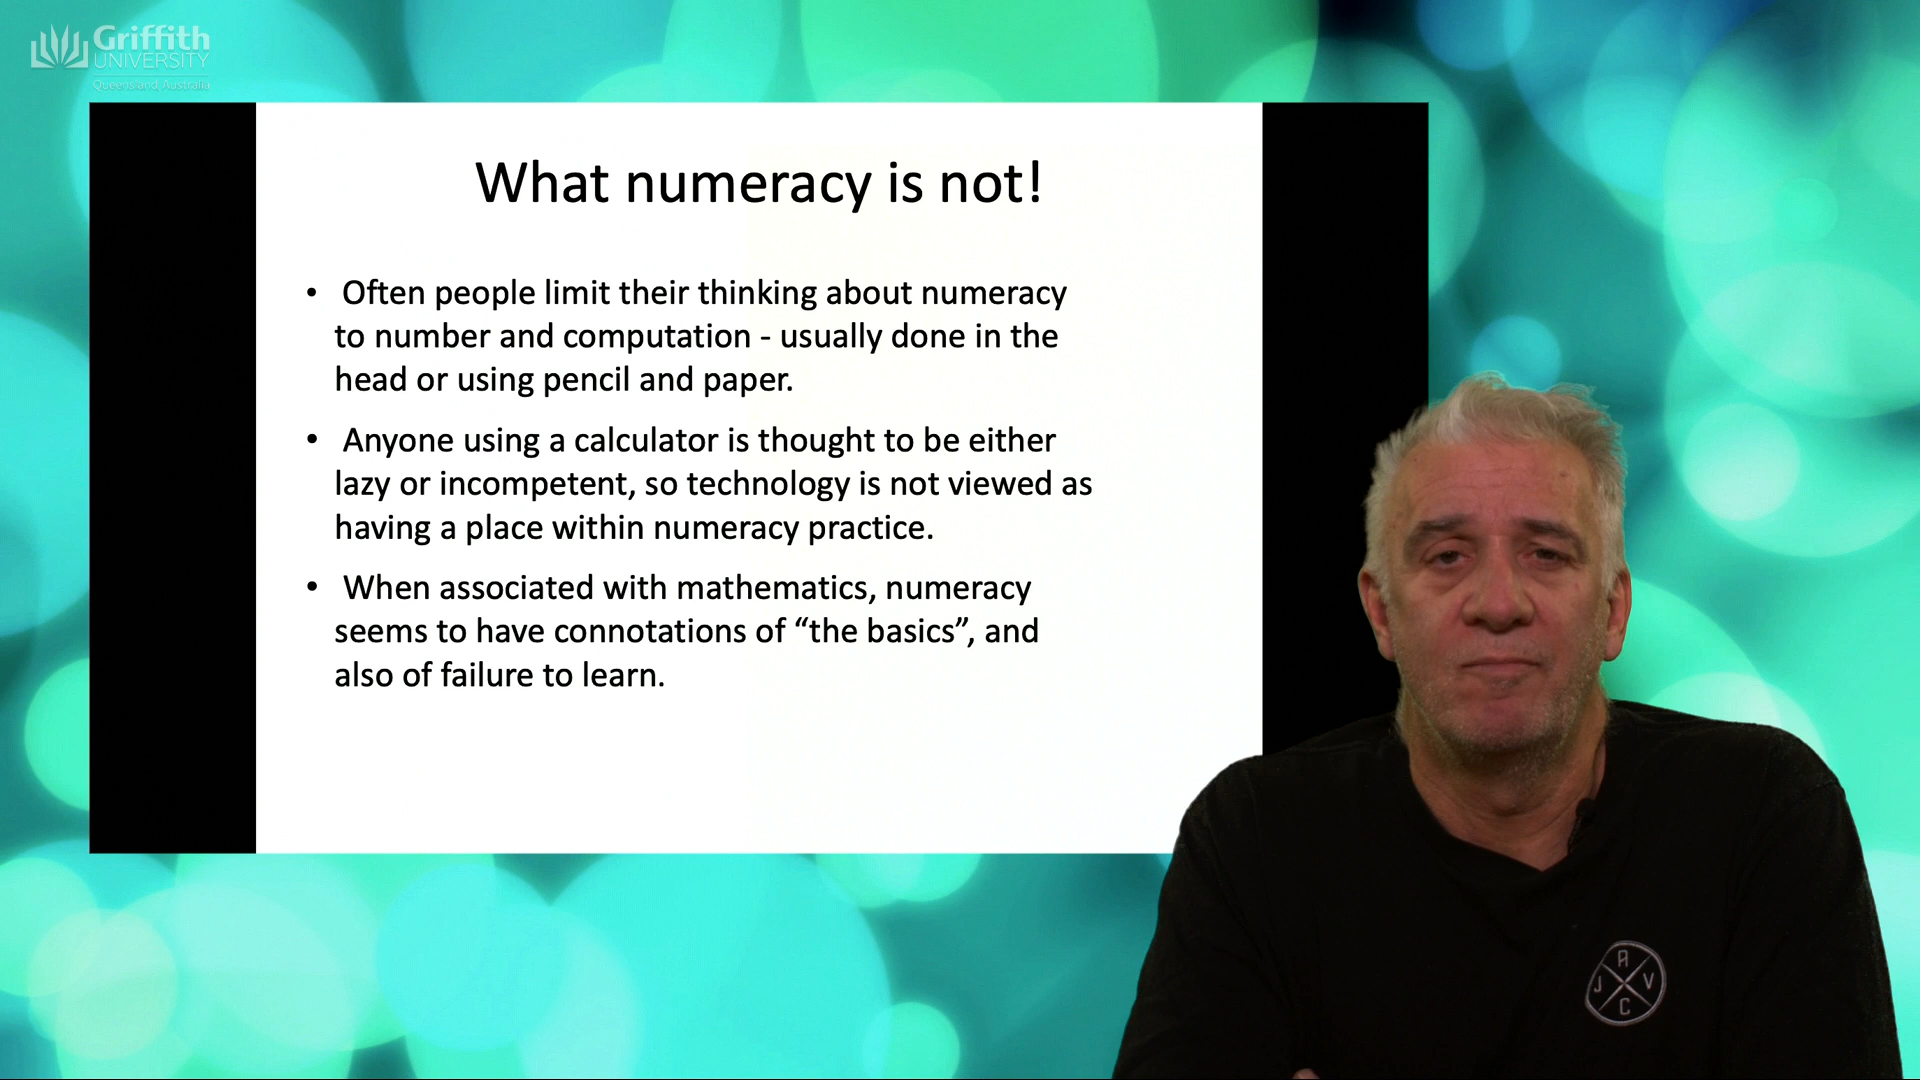 Griffith
UNIVERSITY
Queensland, Australia
What numeracy is not!
• Often people limit their thinking about numeracy
to number and computation - usually done in the
head or using pencil and paper.
• Anyone using a calculator is thought to be either
lazy or incompetent, so technology is not viewed as
having a place within numeracy practice.
• When associated with mathematics, numeracy
seems to have connotations of “the basics”, and
also of failure to learn.
A
J V
C